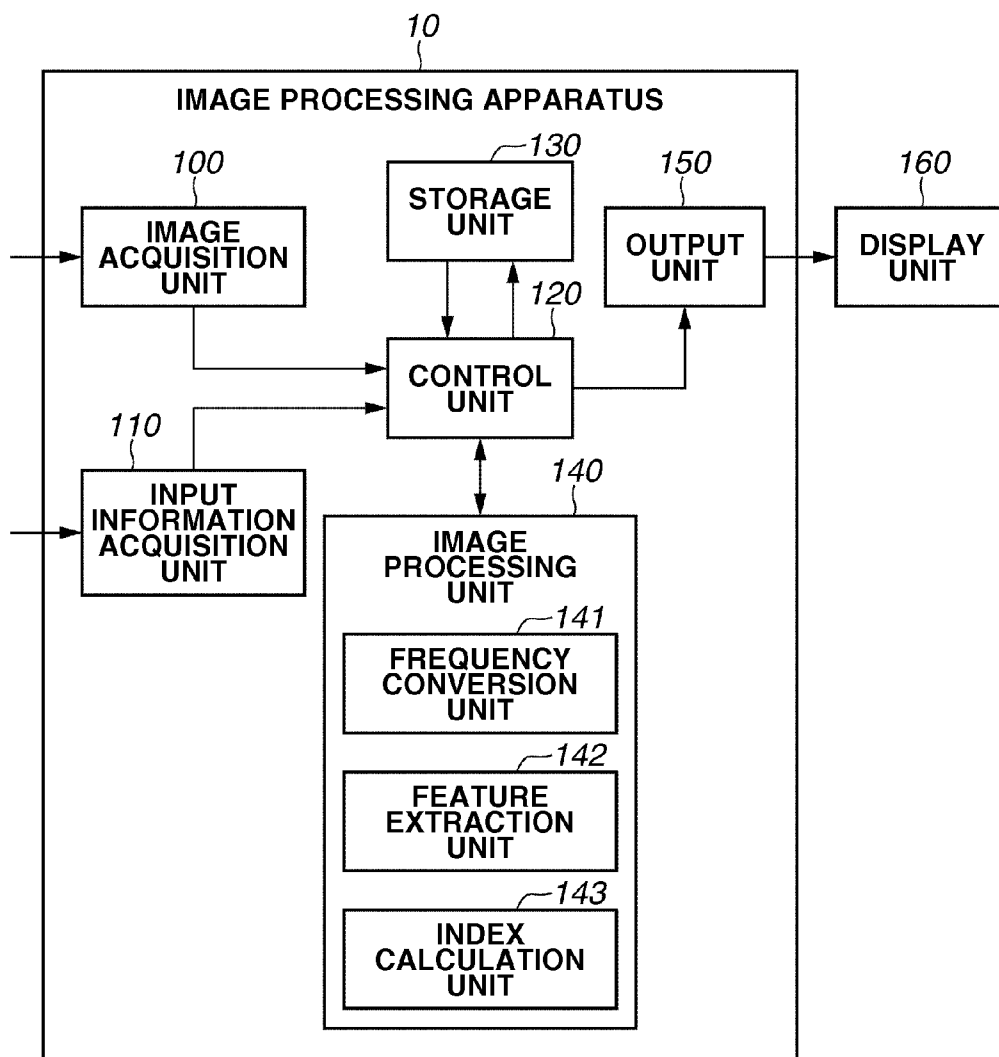 10
IMAGE PROCESSING APPARATUS
100
IMAGE
ACQUISITION
UNIT
130
STORAGE
UNIT
150
OUTPUT
UNIT
160
DISPLAY
UNIT
120
CONTROL
UNIT
110
INPUT
INFORMATION
ACQUISITION
UNIT
140
IMAGE
PROCESSING
UNIT
141
FREQUENCY
CONVERSION
UNIT
142
FEATURE
EXTRACTION
UNIT
143
INDEX
CALCULATION
UNIT